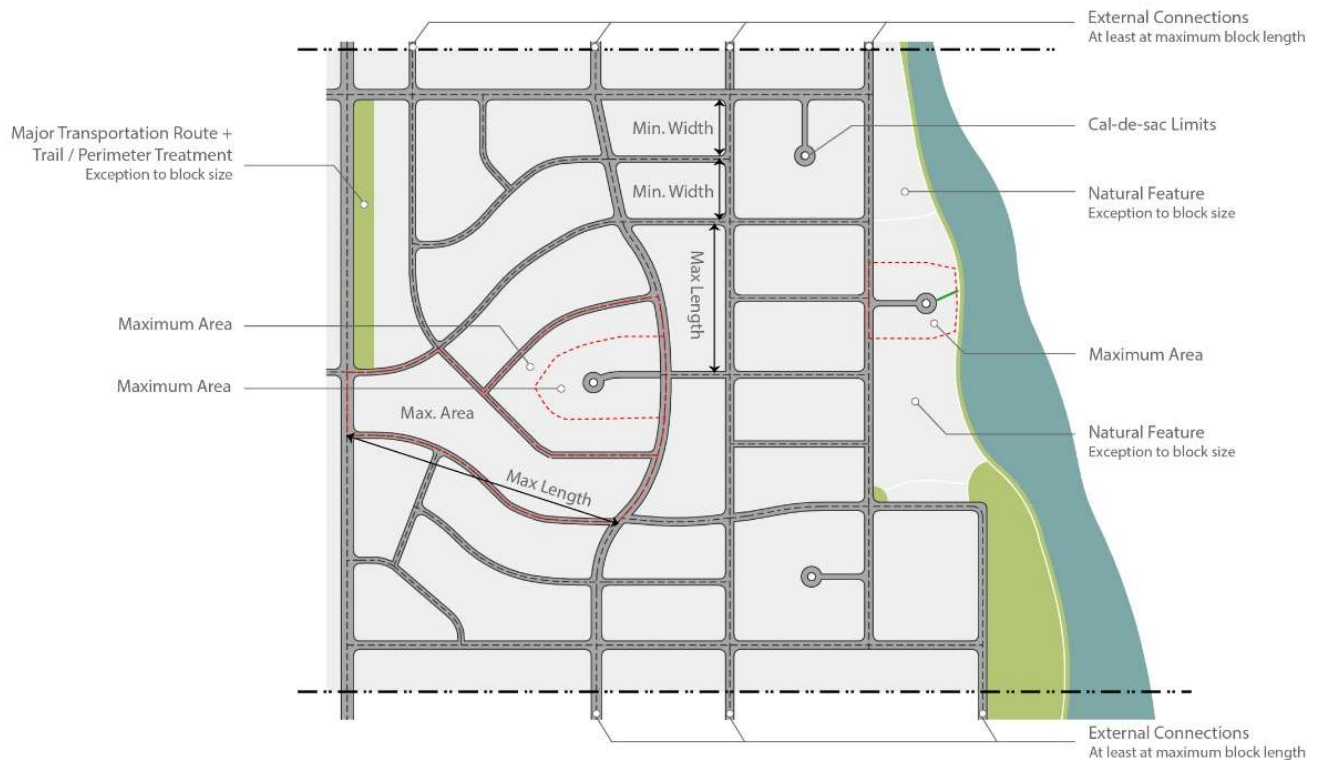 External Connections
At least at maximum block length
Major Transportation Route +
Trail / Perimeter Treatment
Exception to block size
Min. Width
Cal-de-sac Limits
Min. Width
Natural Feature
Exception to block size
Max Length
Maximum Area
Maximum Area
Maximum Area
Max. Area
Natural Feature
Exception to block size
Max Length
External Connections
At least at maximum block length